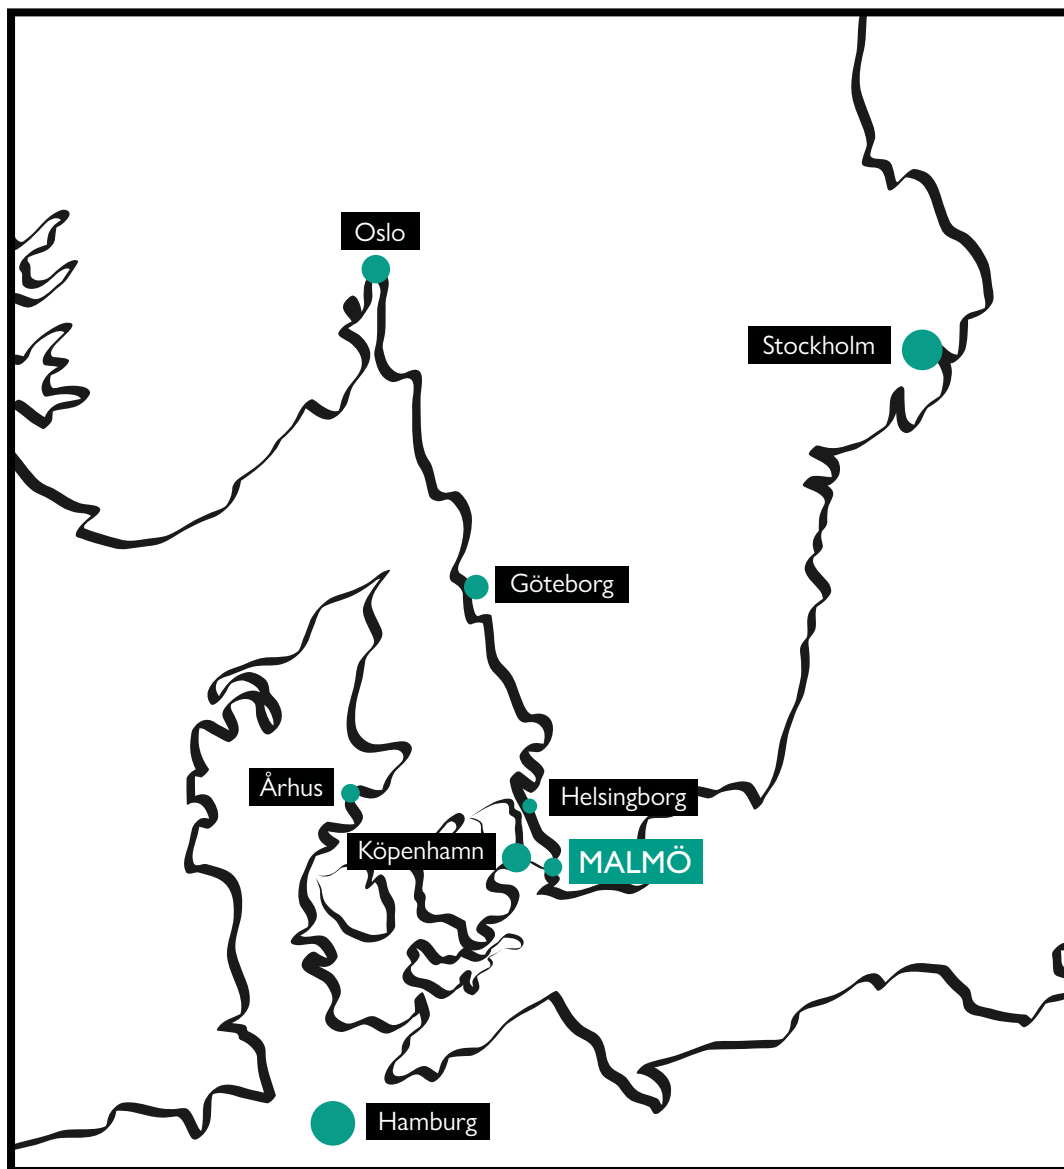 Oslo
Stockholm
Göteborg
Århus
Helsingborg
Köpenhamn
MALMÖ
Hamburg